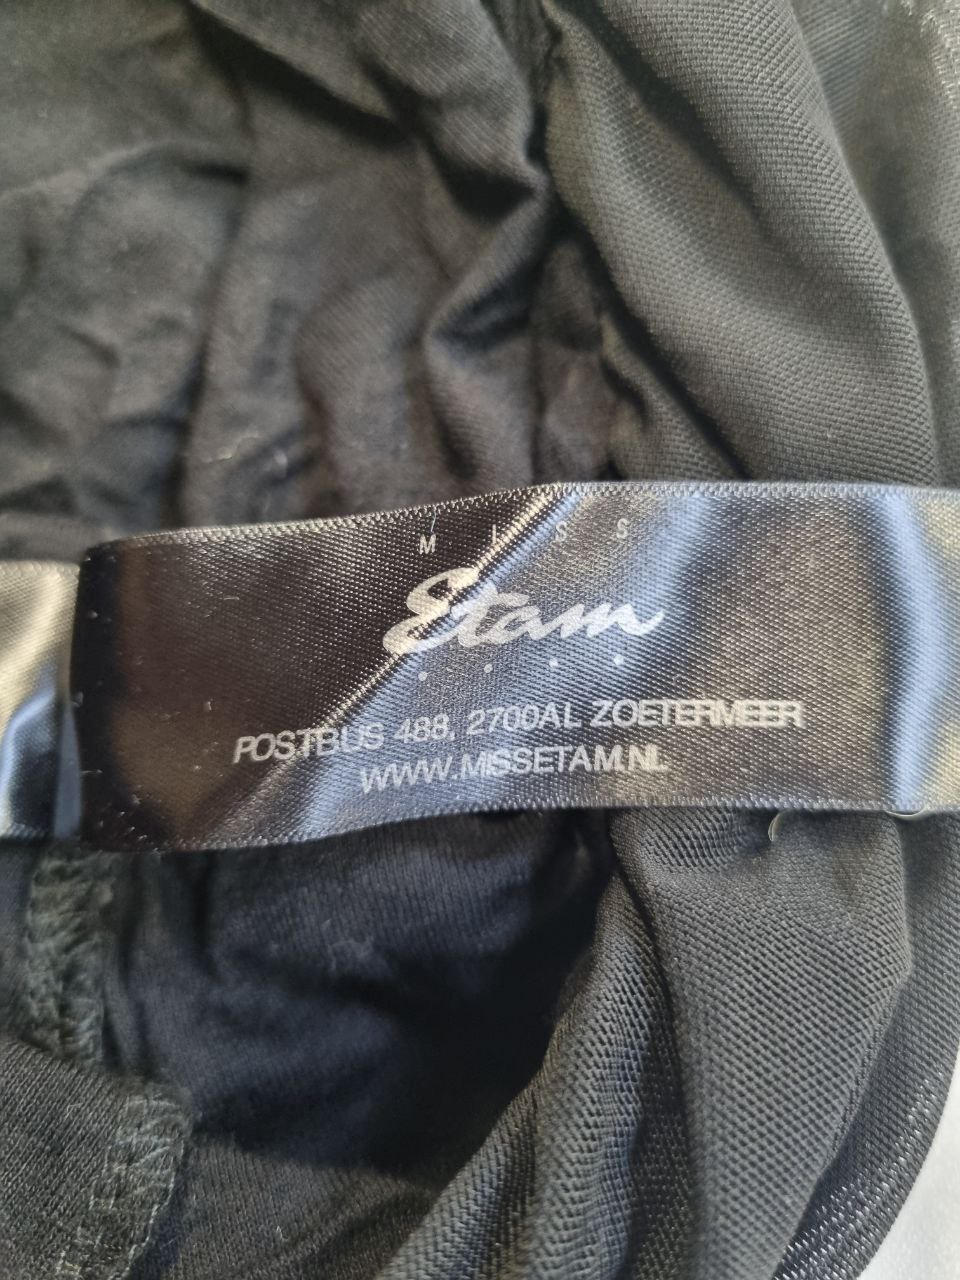 MISS
Etam
POSTBUS 488, 2700AL ZOETERMEER
WWW.MISSETAM.NL